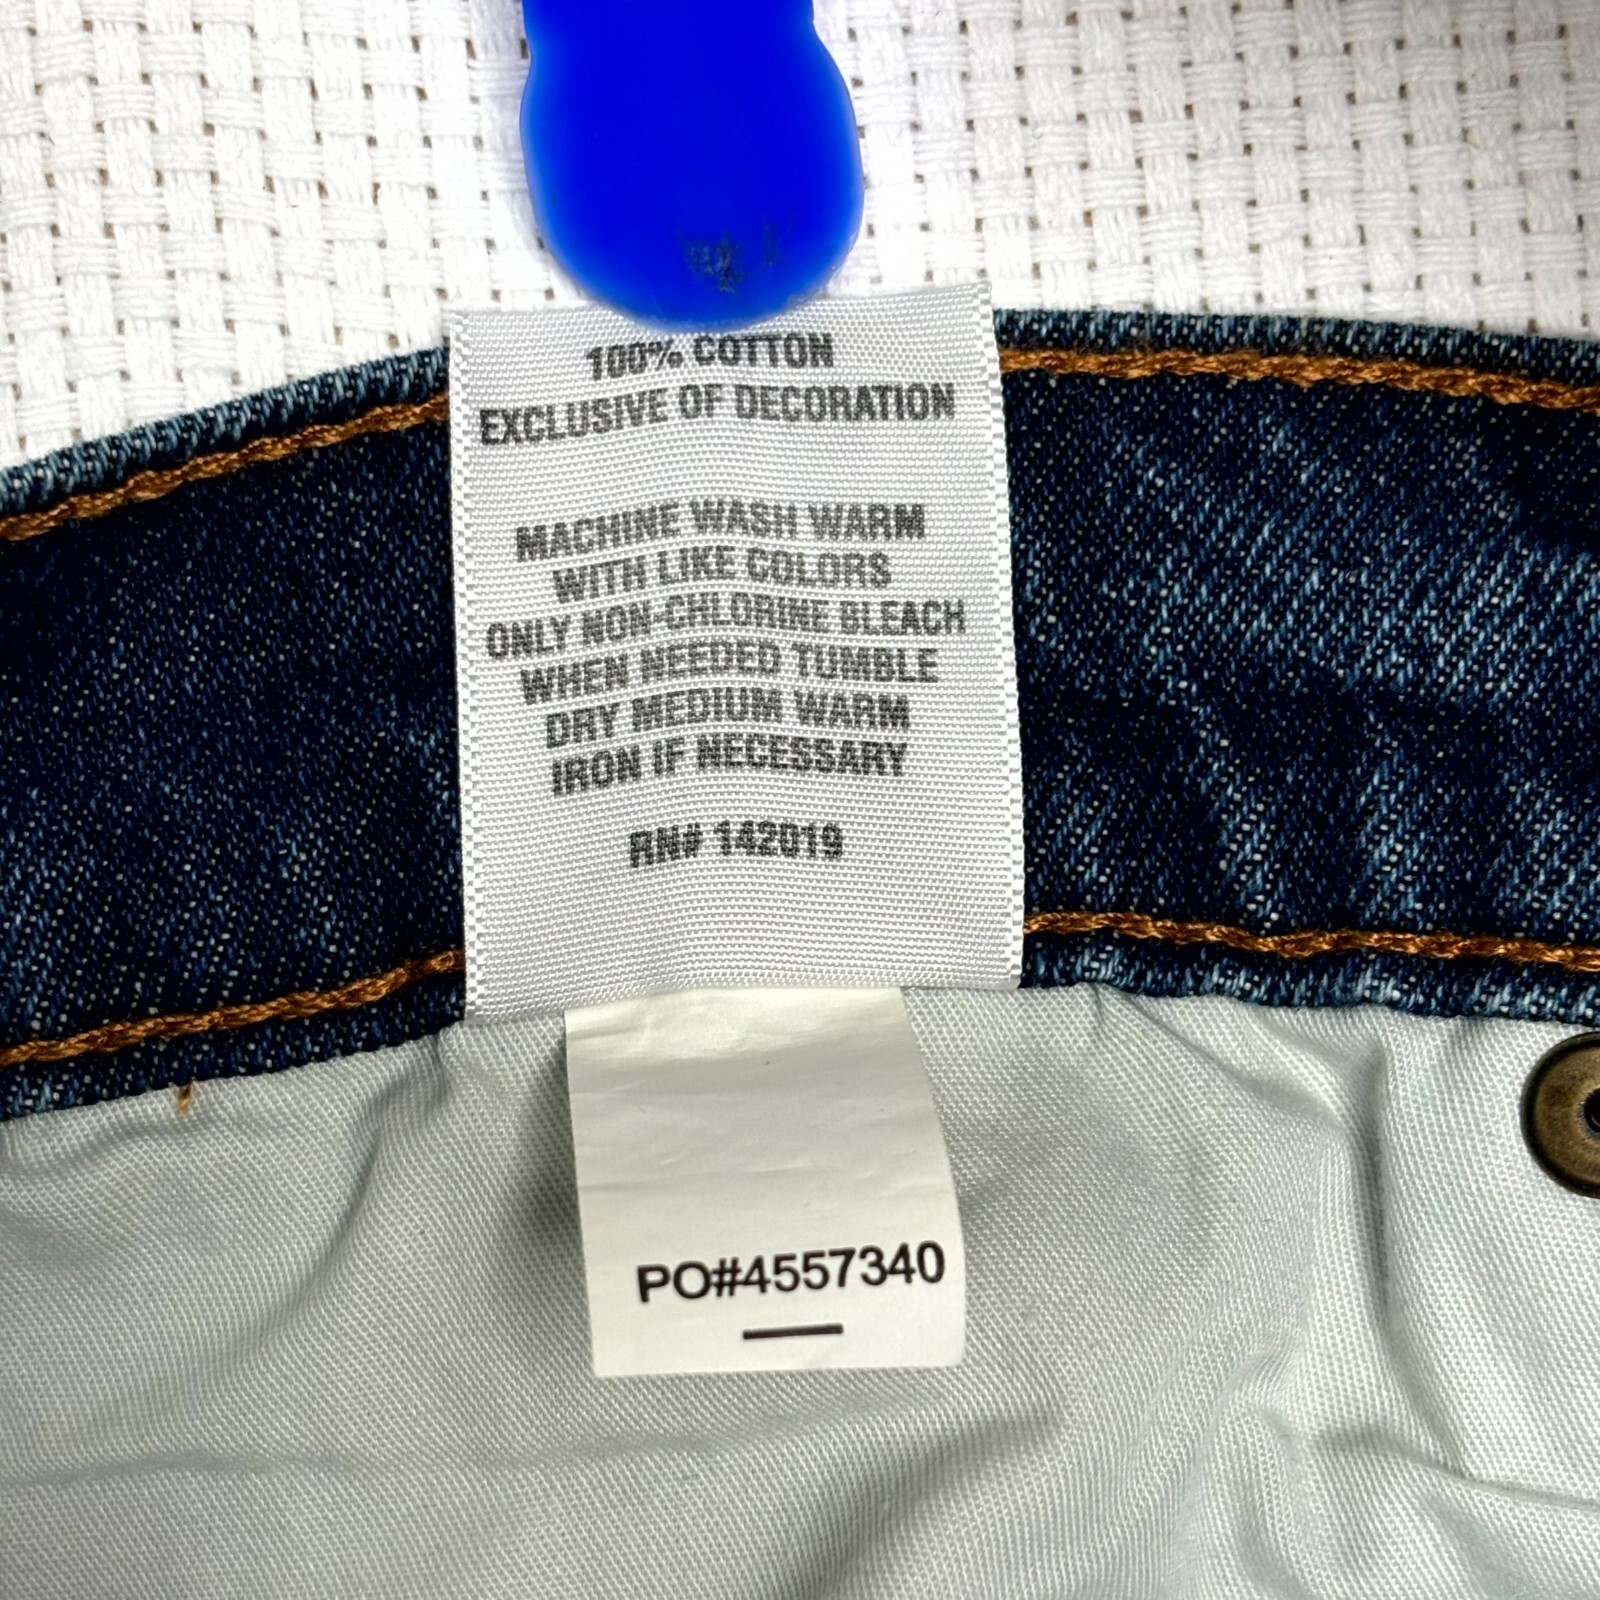 100% COTTON
EXCLUSIVE OF DECORATION
MACHINE WASH WARM
WITH LIKE COLORS
ONLY NON-CHLORINE BLEACH
WHEN NEEDED TUMBLE
DRY MEDIUM WARM
IRON IF NECESSARY
RN# 142019
PO#4557340